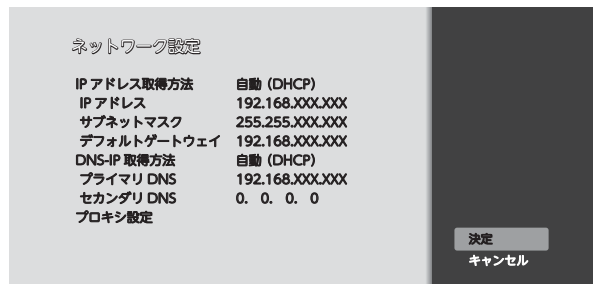 ネットワーク設定
IP アドレス取得方法 自動（DHCP）
IP アドレス 192.168.XXX.XXX
サブネットマスク 255.255.XXX.XXX
デフォルトゲートウェイ 192.168.XXX.XXX
DNS-IP 取得方法 自動（DHCP）
プライマリ DNS 192.168.XXX.XXX
セカンダリ DNS 0. 0. 0. 0
プロキシ設定
決定
キャンセル